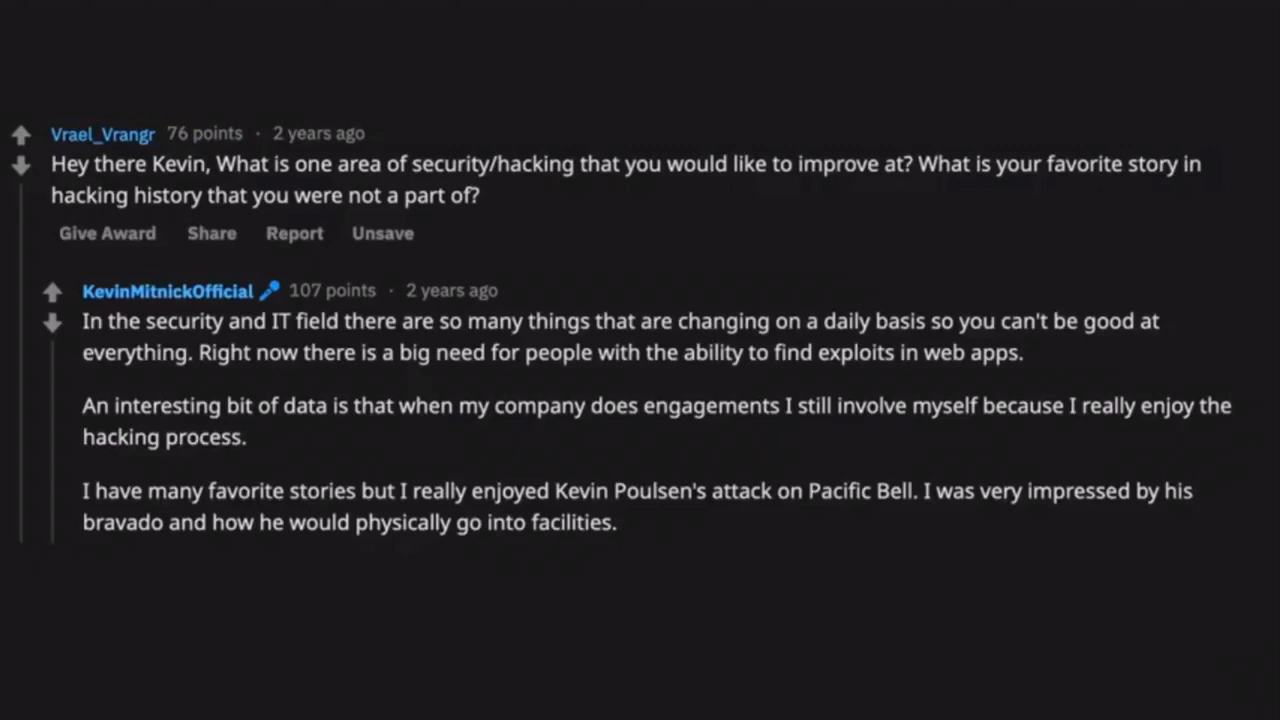 Vrael_Vrangr 76 points · 2 years ago
Hey there Kevin, What is one area of security/hacking that you would like to improve at? What is your favorite story in
hacking history that you were not a part of?
Give Award Share Report Unsave
KevinMitnickOfficial 107 points · 2 years ago
In the security and IT field there are so many things that are changing on a daily basis so you can't be good at
everything. Right now there is a big need for people with the ability to find exploits in web apps.
An interesting bit of data is that when my company does engagements I still involve myself because I really enjoy the
hacking process.
I have many favorite stories but I really enjoyed Kevin Poulsen's attack on Pacific Bell. I was very impressed by his
bravado and how he would physically go into facilities.